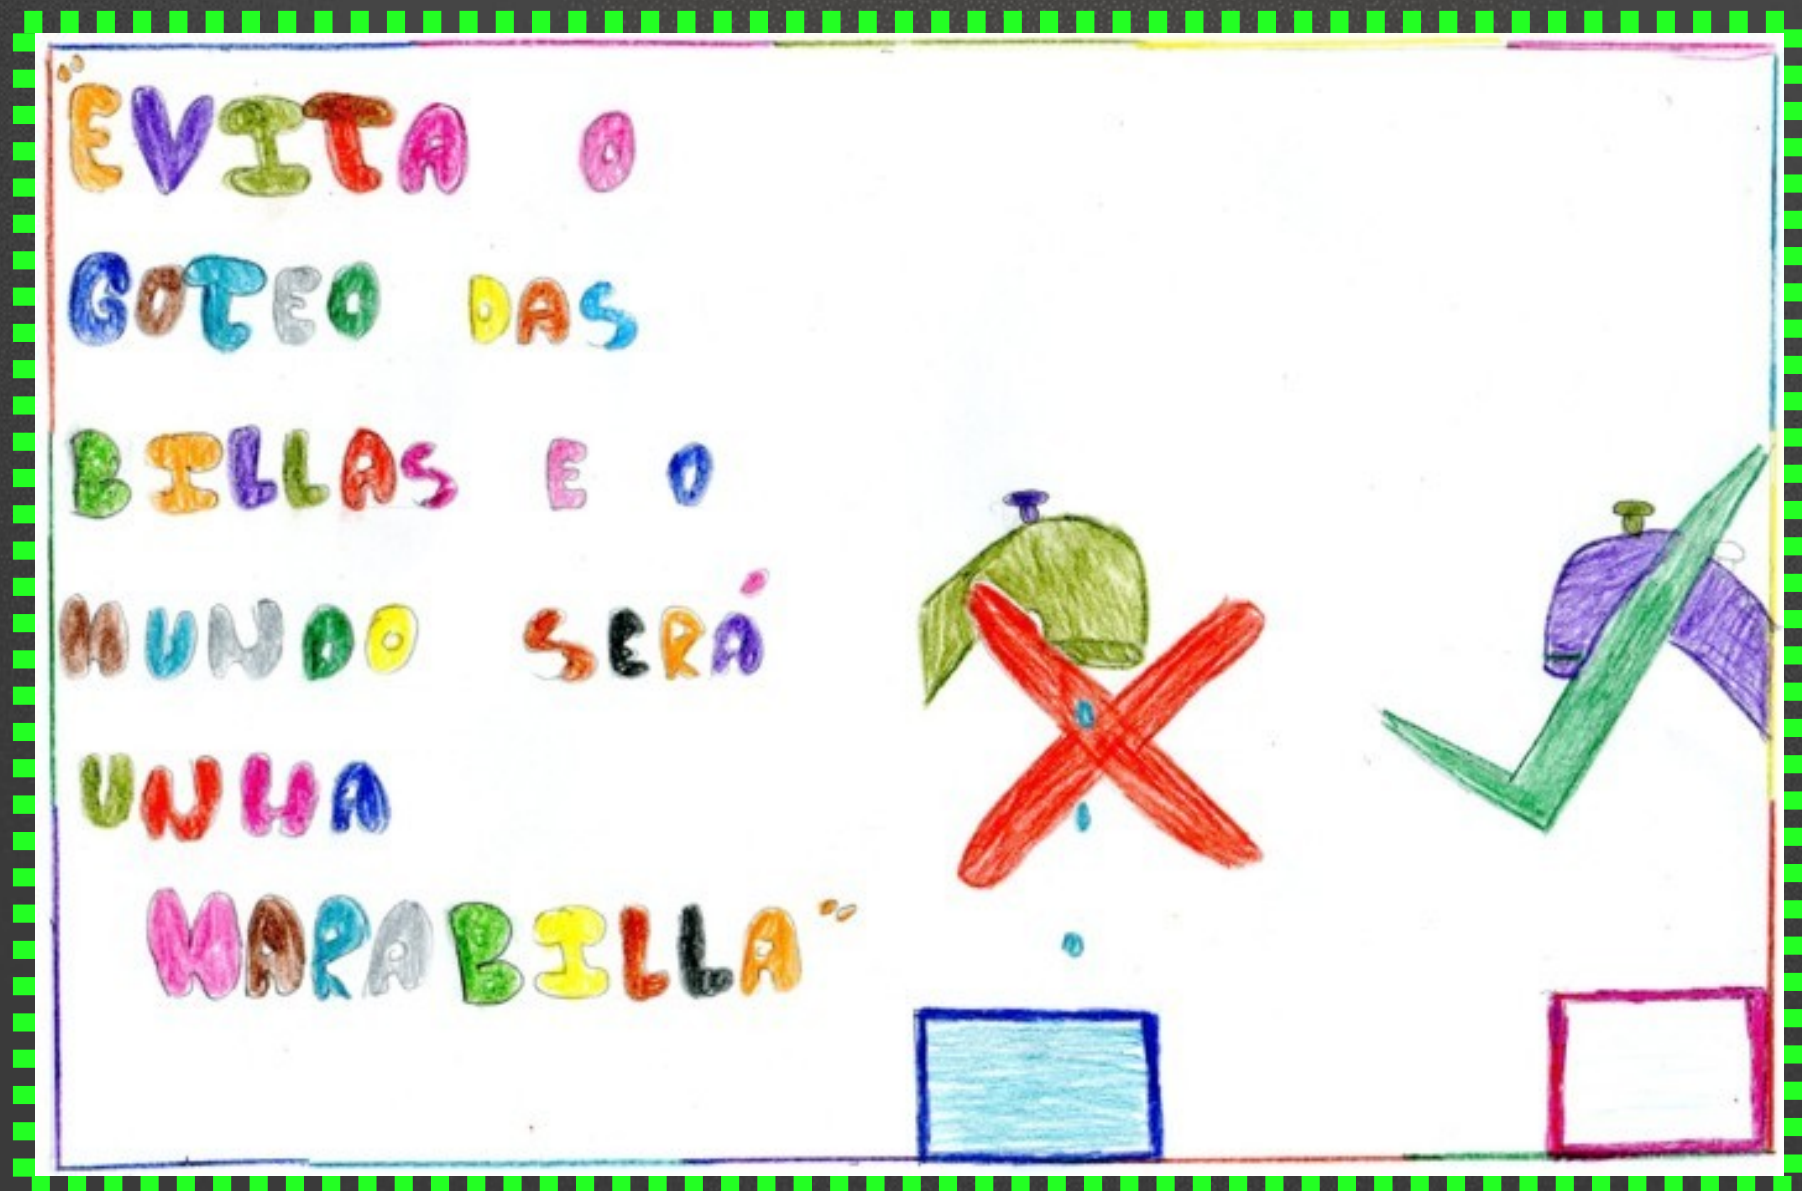 "EVITA O
GOTEO DAS
BILLAS E O
MUNDO SERÁ
UNHA
MARABILLA"